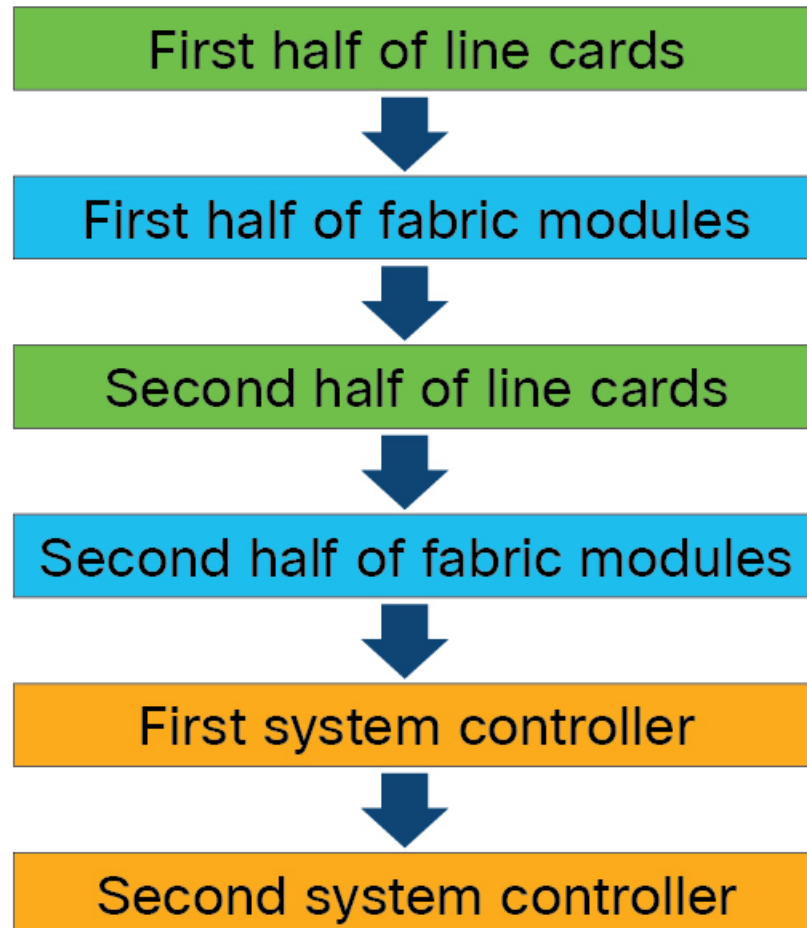 First half of line cards
First half of fabric modules
Second half of line cards
Second half of fabric modules
First system controller
Second system controller